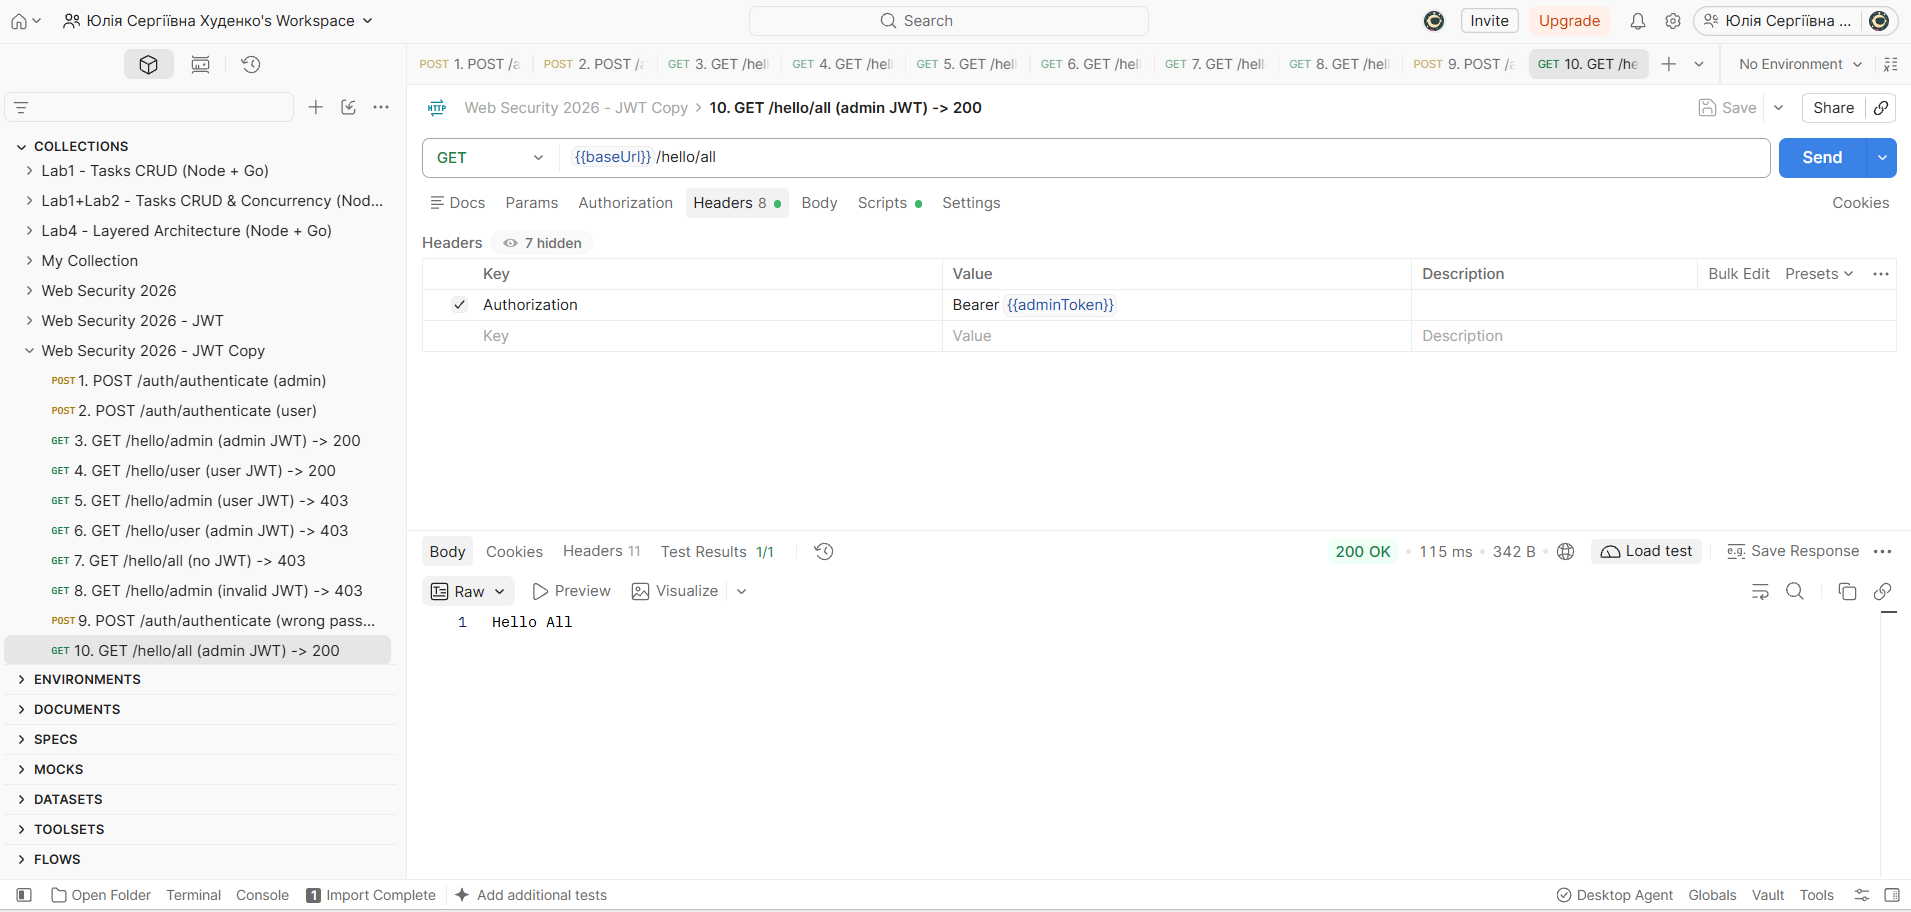 Юлія Сергіївна Худенко's Workspace
Search
Invite
Upgrade
Юлія Сергіївна ...
POST 1. POST /a
POST 2. POST /a
GET 3. GET /hell
GET 4. GET /hell
GET 5. GET /hell
GET 6. GET /hell
GET 7. GET /hello
GET 8. GET /hell
POST 9. POST /a
GET 10. GET /he
No Environment
HTTP Web Security 2026 - JWT Copy > 10. GET /hello/all (admin JWT) -> 200
Save
Share
COLLECTIONS
Lab1 - Tasks CRUD (Node + Go)
Lab1+Lab2 - Tasks CRUD & Concurrency (Nod...
Lab4 - Layered Architecture (Node + Go)
My Collection
Web Security 2026
Web Security 2026 - JWT
Web Security 2026 - JWT Copy
POST 1. POST /auth/authenticate (admin)
POST 2. POST /auth/authenticate (user)
GET 3. GET /hello/admin (admin JWT) -> 200
GET 4. GET /hello/user (user JWT) -> 200
GET 5. GET /hello/admin (user JWT) -> 403
GET 6. GET /hello/user (admin JWT) -> 403
GET 7. GET /hello/all (no JWT) -> 403
GET 8. GET /hello/admin (invalid JWT) -> 403
POST 9. POST /auth/authenticate (wrong pass...
GET 10. GET /hello/all (admin JWT) -> 200
ENVIRONMENTS
DOCUMENTS
SPECS
MOCKS
DATASETS
TOOLSETS
FLOWS
GET
{{baseUrl}} /hello/all
Send
Docs Params Authorization Headers 8 Body Scripts Settings
Cookies
Headers 7 hidden
Key Value Description Bulk Edit Presets
Authorization Bearer {{adminToken}}
Key Value Description
Body Cookies Headers 11 Test Results 1/1
200 OK 115 ms 342 B Load test e.g. Save Response
Raw Preview Visualize
1 Hello All
Open Folder Terminal Console 1 Import Complete Add additional tests
Desktop Agent Globals Vault Tools